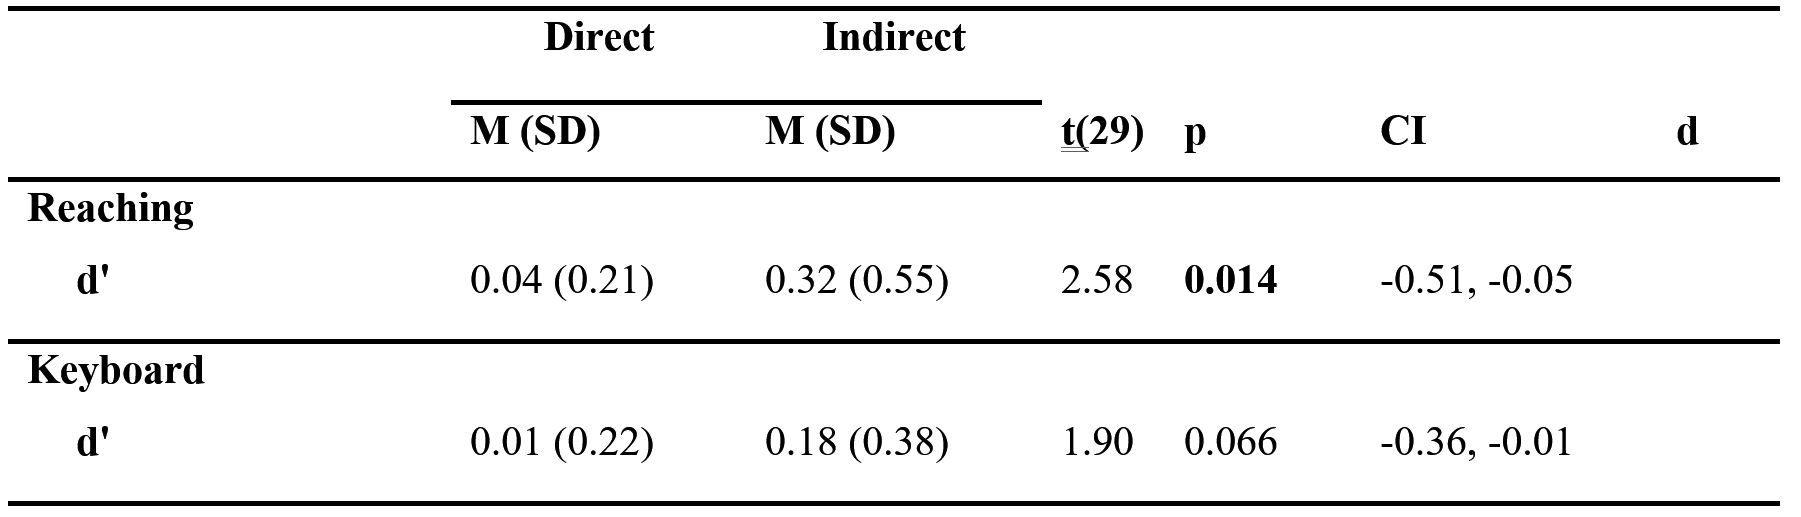 Direct Indirect
M (SD) M (SD) t(29) p CI d
Reaching
d' 0.04 (0.21) 0.32 (0.55) 2.58 0.014 -0.51, -0.05
Keyboard
d' 0.01 (0.22) 0.18 (0.38) 1.90 0.066 -0.36, -0.01